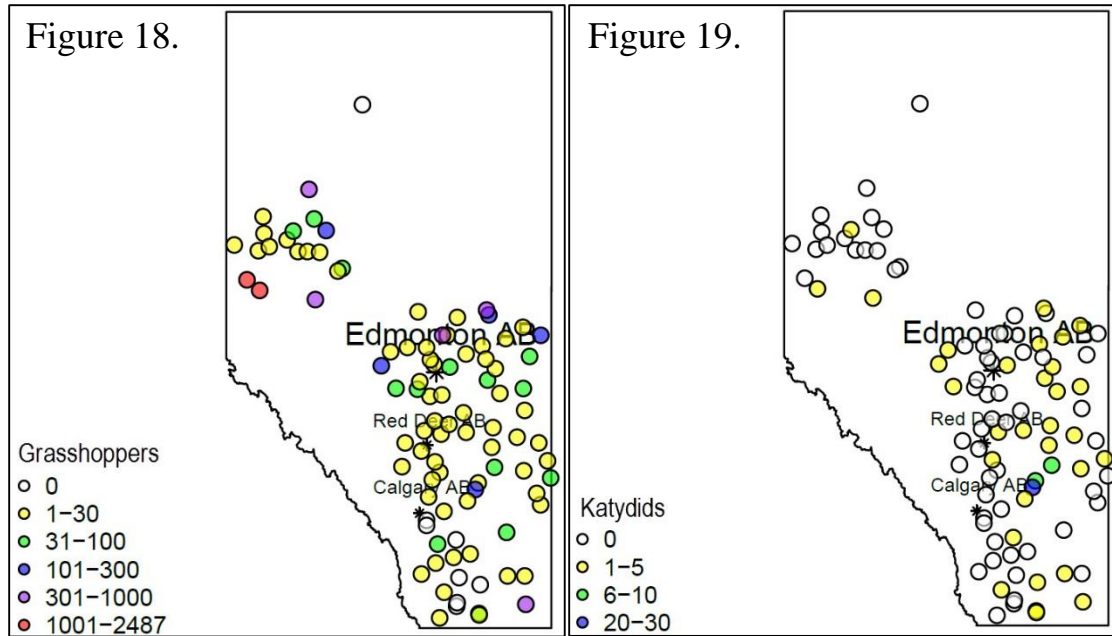 Figure 18.
Edmonton AB
Red Deer AB
Calgary AB
Grasshoppers
0
1-30
31-100
101-300
301-1000
1001-2487
Figure 19.
Edmonton AB
Red Deer AB
Calgary AB
Katydids
0
1-5
6-10
20-30